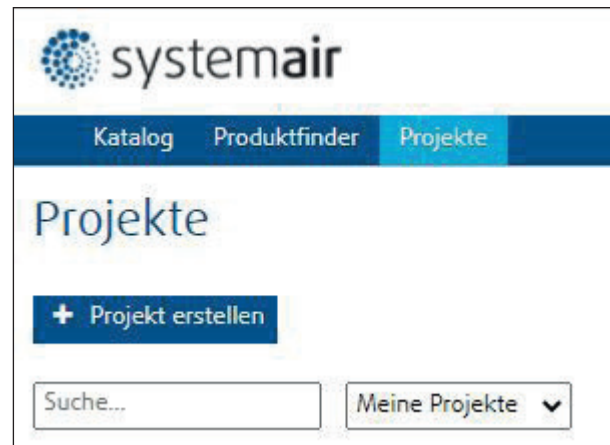 systemair
Katalog Produktfinder Projekte
Projekte
+ Projekt erstellen
Suche... Meine Projekte